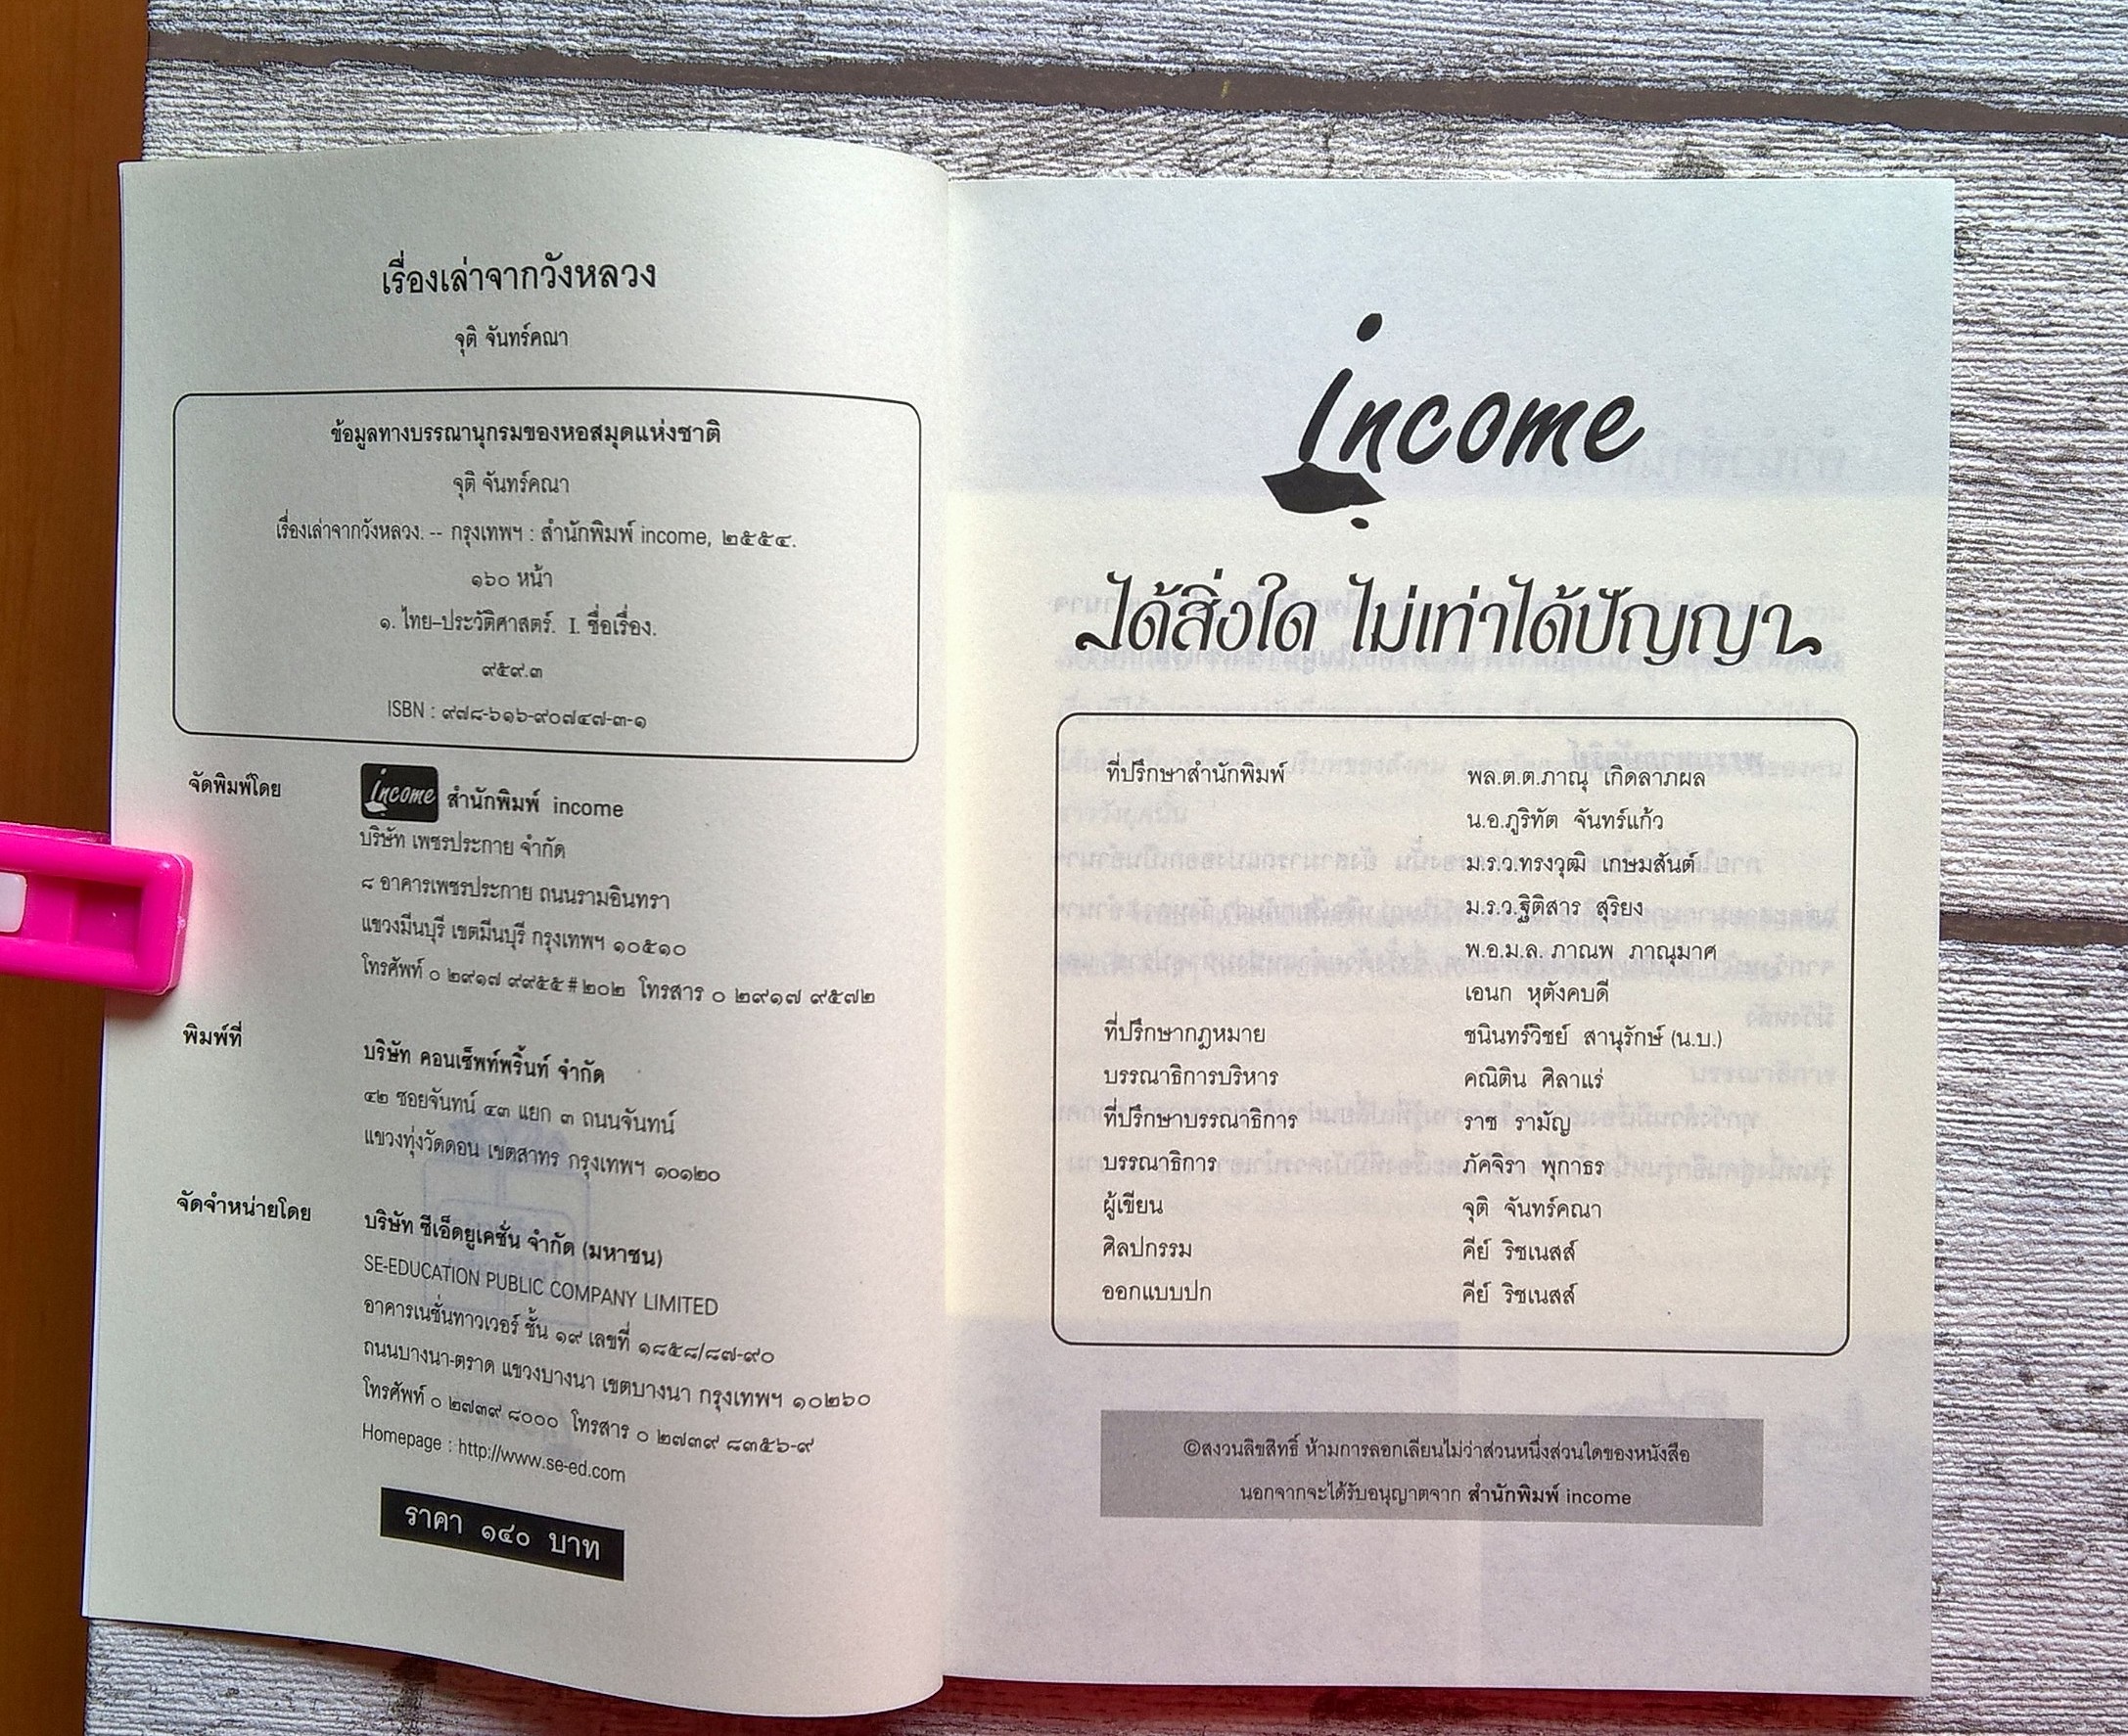 เรื่องเล่าจากวังหลวง
จุติ จันทร์คณา
ข้อมูลทางบรรณานุกรมของหอสมุดแห่งชาติ
จุติ จันทร์คณา
เรื่องเล่าจากวังหลวง. -- กรุงเทพฯ : สำนักพิมพ์ income, ๒๕๕๔.
๑๖๐ หน้า
๑. ไทย–ประวัติศาสตร์. I. ชื่อเรื่อง.
๙๕๙.๓
ISBN : ๙๗๘-๖๑๖-๙๐๗๔๗-๓-๑
จัดพิมพ์โดย income สำนักพิมพ์ income
บริษัท เพชรประกาย จำกัด
๘ อาคารเพชรประกาย ถนนรามอินทรา
แขวงมีนบุรี เขตมีนบุรี กรุงเทพฯ ๑๐๕๑๐
โทรศัพท์ ๐ ๒๙๑๗ ๙๙๕๕#๒๐๒ โทรสาร ๐ ๒๙๑๗ ๙๕๗๒
พิมพ์ที่ บริษัท คอนเซ็พท์พริ้นท์ จำกัด
๔๒ ซอยจันทน์ ๔๓ แยก ๓ ถนนจันทน์
แขวงทุ่งวัดดอน เขตสาทร กรุงเทพฯ ๑๐๑๒๐
จัดจำหน่ายโดย บริษัท ซีเอ็ดยูเคชั่น จำกัด (มหาชน)
SE-EDUCATION PUBLIC COMPANY LIMITED
อาคารเนชั่นทาวเวอร์ ชั้น ๑๙ เลขที่ ๑๘๕๘/๘๗-๙๐
ถนนบางนา-ตราด แขวงบางนา เขตบางนา กรุงเทพฯ ๑๐๒๖๐
โทรศัพท์ ๐ ๒๗๓๙ ๘๐๐๐ โทรสาร ๐ ๒๗๓๙ ๘๓๕๖-๙
Homepage : http://www.se-ed.com
ราคา ๑๔๐ บาท
income
ได้สิ่งใด ไม่เท่าได้ปัญญา
ที่ปรึกษาสำนักพิมพ์ พล.ต.ต.ภาณุ เกิดลาภผล
น.อ.ภูริทัต จันทร์แก้ว
ม.ร.ว.ทรงวุฒิ เกษมสันต์
ม.ร.ว.ฐิติสาร สุริยง
พ.อ.ม.ล. ภาณพ ภาณุมาศ
เอนก หุตังคบดี
ที่ปรึกษากฎหมาย ชนินทร์วิชย์ สานุรักษ์ (น.บ.)
บรรณาธิการบริหาร คณิติน ศิลาแร่
ที่ปรึกษาบรรณาธิการ ราช รามัญ
บรรณาธิการ ภัคจิรา พุกาธร
ผู้เขียน จุติ จันทร์คณา
ศิลปกรรม คีย์ ริชเนสส์
ออกแบบปก คีย์ ริชเนสส์
©สงวนลิขสิทธิ์ ห้ามการลอกเลียนไม่ว่าส่วนหนึ่งส่วนใดของหนังสือ
นอกจากจะได้รับอนุญาตจาก สำนักพิมพ์ income